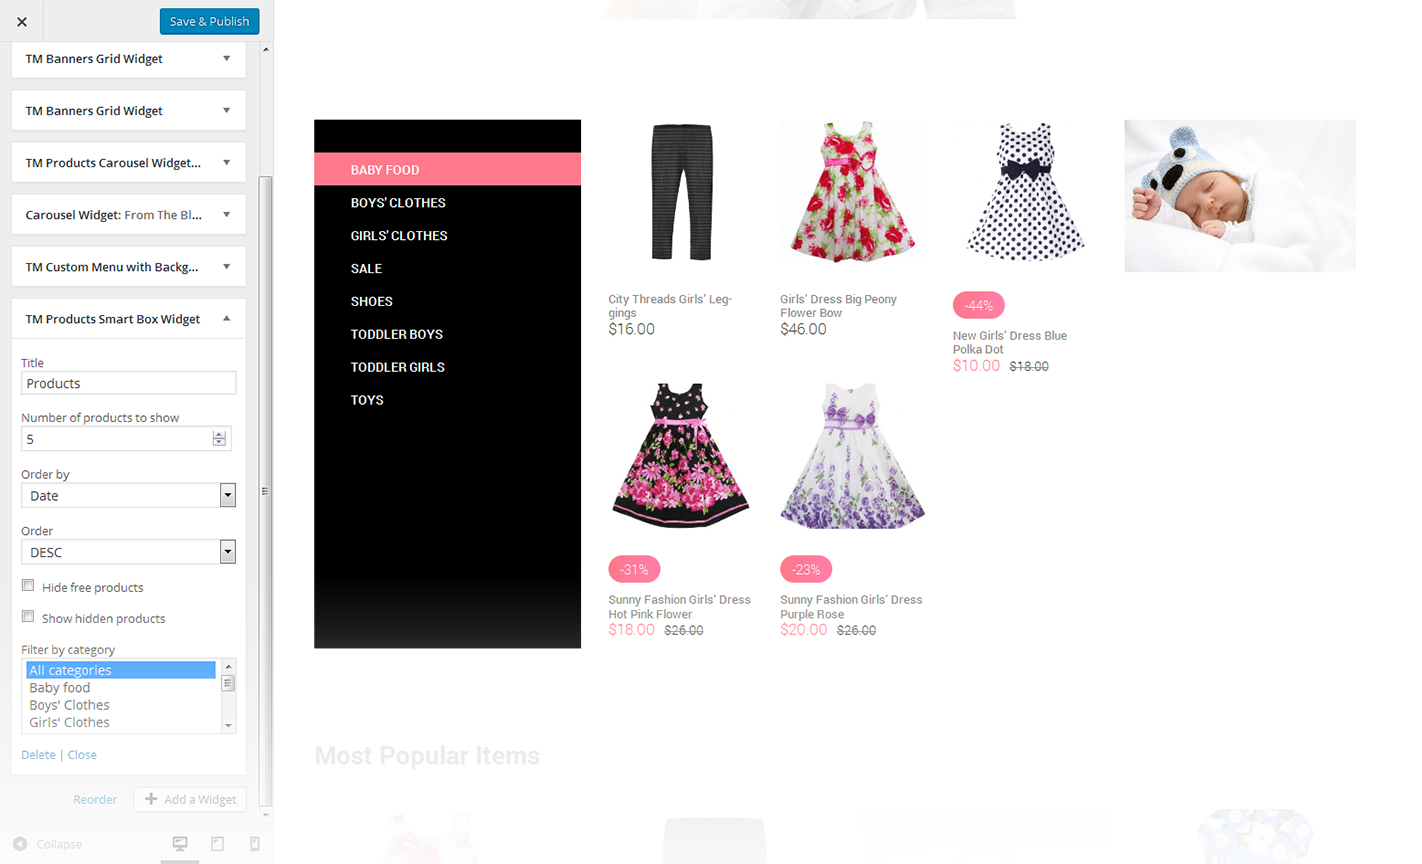 Save & Publish
TM Banners Grid Widget
TM Banners Grid Widget
TM Products Carousel Widget...
Carousel Widget: From The Bl...
TM Custom Menu with Backg...
TM Products Smart Box Widget
Title
Products
Number of products to show
5
Order by
Date
Order
DESC
Hide free products
Show hidden products
Filter by category
All categories
Baby food
Boys' Clothes
Girls' Clothes
Delete | Close
Reorder
Add a Widget
Collapse
BABY FOOD
BOYS' CLOTHES
GIRLS' CLOTHES
SALE
SHOES
TODDLER BOYS
TODDLER GIRLS
TOYS
City Threads Girls' Leg-
gings
$16.00
Girls' Dress Big Peony
Flower Bow
$46.00
-44%
New Girls' Dress Blue
Polka Dot
$10.00 $18.00
-31%
Sunny Fashion Girls' Dress
Hot Pink Flower
$18.00 $26.00
-23%
Sunny Fashion Girls' Dress
Purple Rose
$20.00 $26.00
Most Popular Items